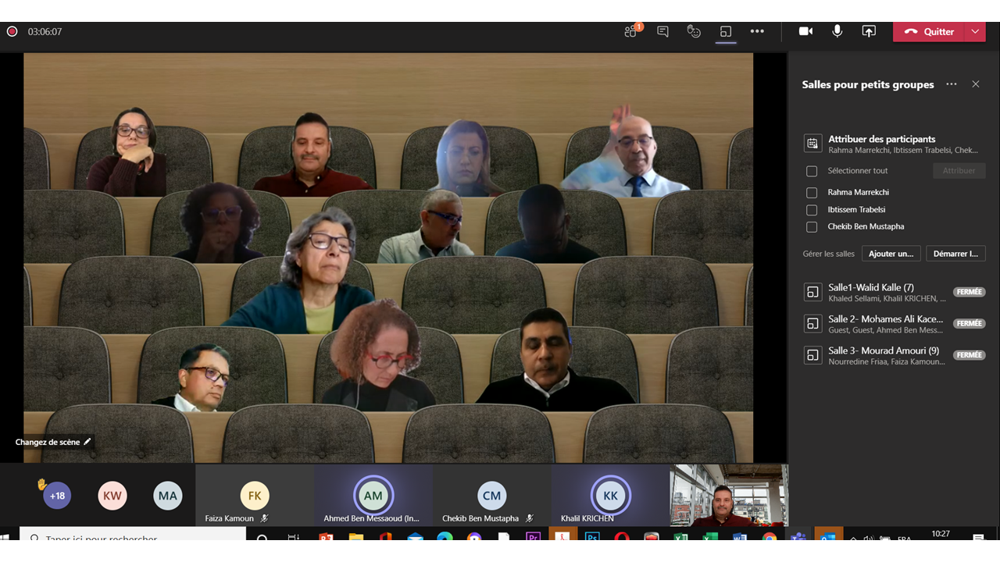 03:06:07
1
Quitter
Salles pour petits groupes
Attribuer des participants
Rahma Marrekchi, Ibtissem Trabelsi, Chek...
Sélectionner tout
Attribuer
Rahma Marrekchi
Ibtissem Trabelsi
Chekib Ben Mustapha
Gérer les salles
Ajouter un...
Démarrer l...
Salle1-Walid Kalle (7)
Khaled Sellami, Khalil KRICHEN, ...
FERMÉE
Salle 2- Mohames Ali Kace...
Guest, Guest, Ahmed Ben Mess...
FERMÉE
Salle 3- Mourad Amouri (9)
Nourredine Friaa, Faiza Kamoun...
FERMÉE
Changez de scène
+18
KW
MA
FK
Faiza Kamoun
AM
Ahmed Ben Messaoud (In...
CM
Chekib Ben Mustapha
KK
Khalil KRICHEN
Taper ici pour rechercher
Pr
Ps
FRA
10:27